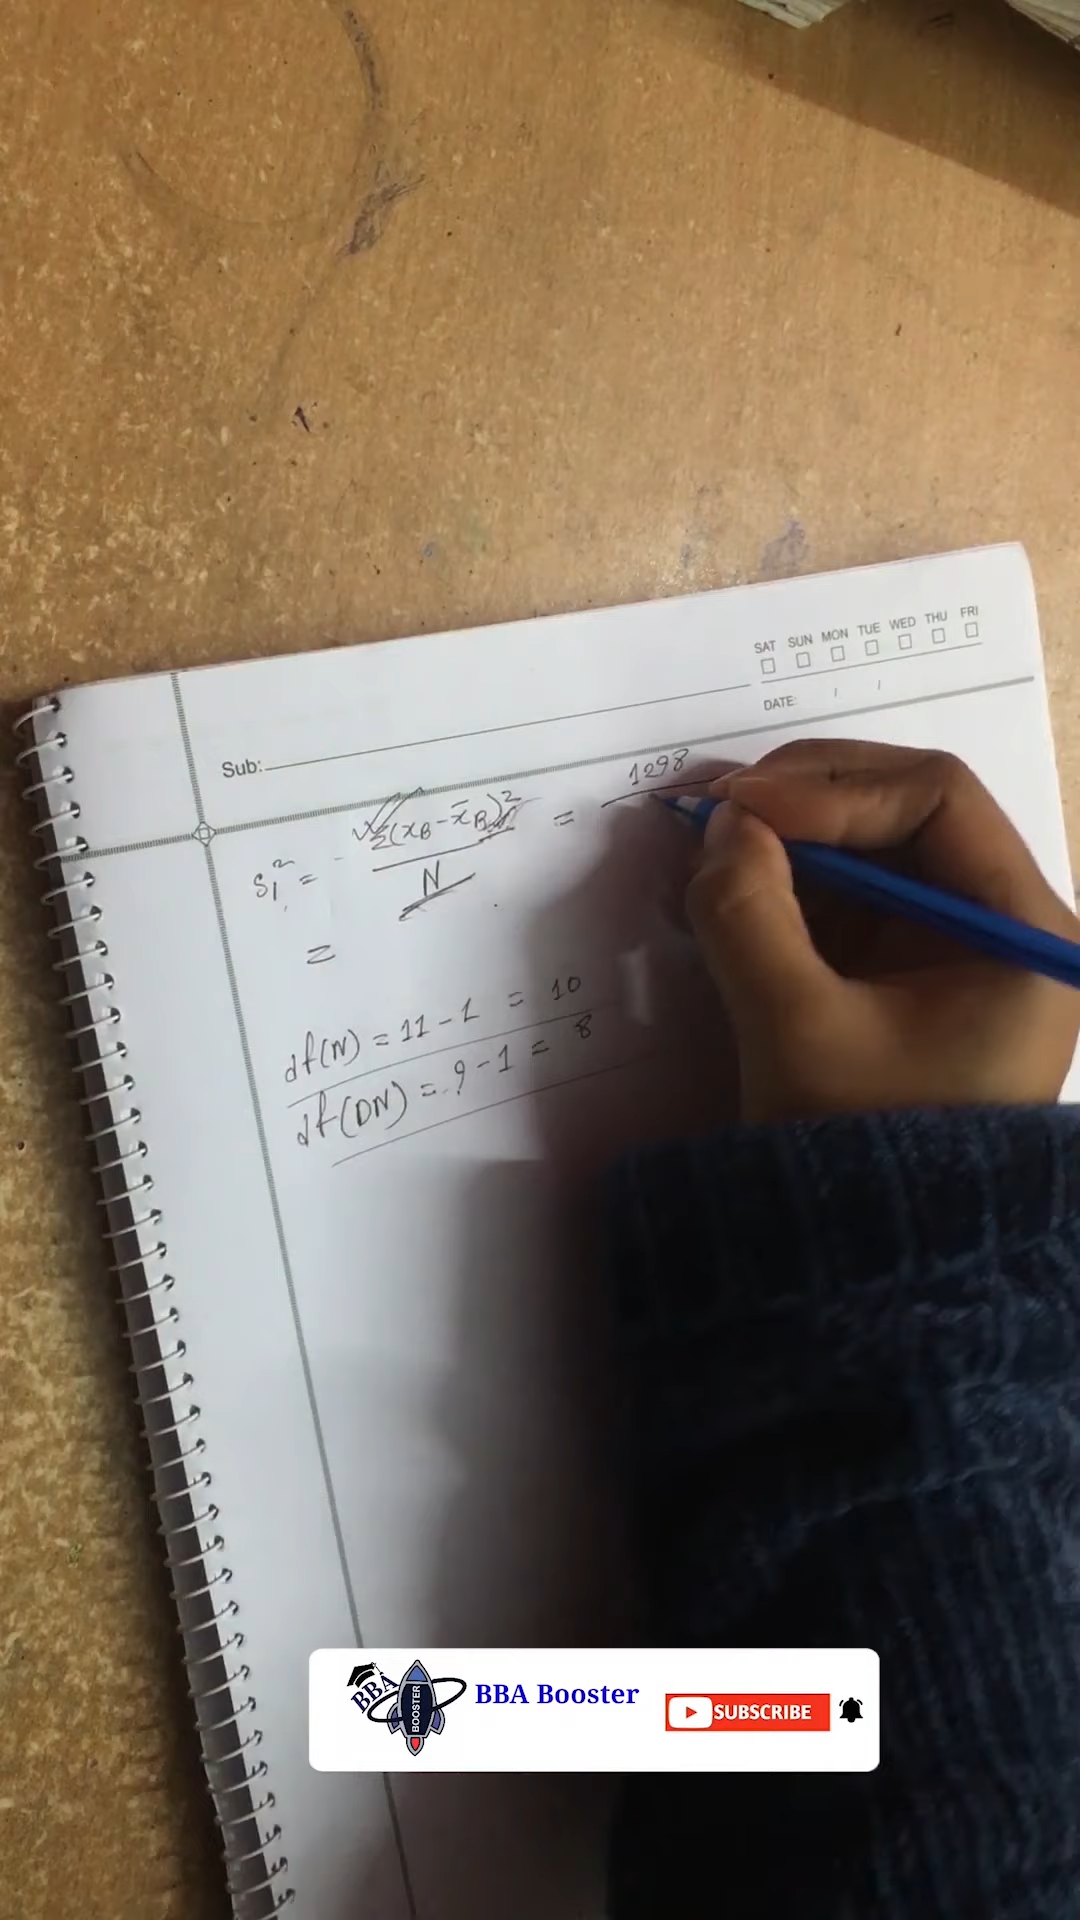 SAT SUN MON TUE WED THU FRI
DATE: / /
Sub:
S₁² = Σ(x_B - x̄_B)² / N = 1298
=
df(N) = 11 - 1 = 10
df(DN) = 9 - 1 = 8
BBA BOOSTER
BBA Booster
SUBSCRIBE